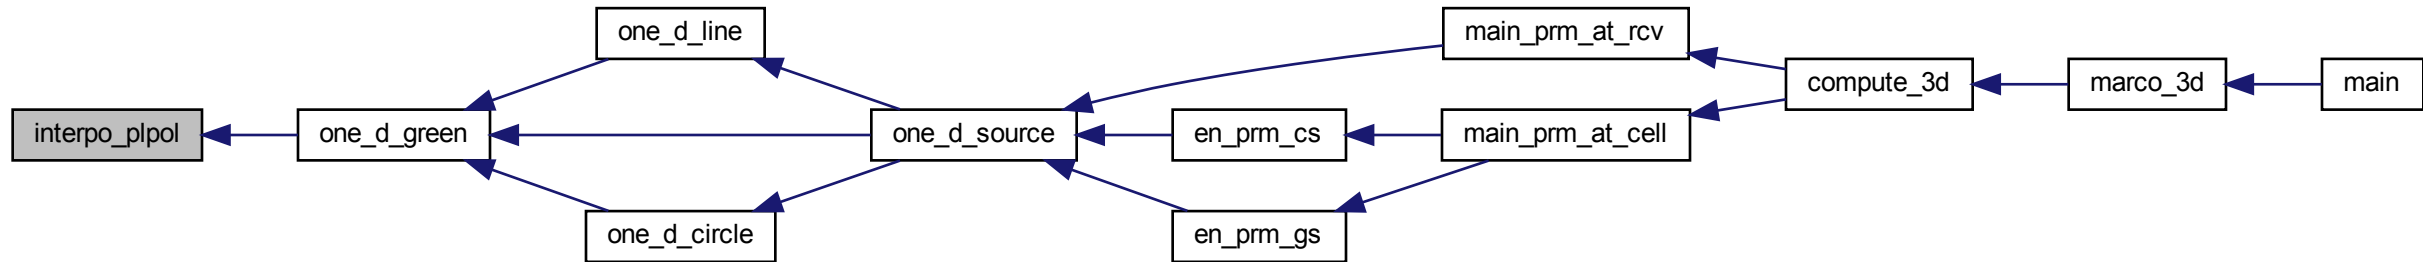 interpo_plpol
one_d_green
one_d_line
one_d_circle
one_d_source
main_prm_at_rcv
en_prm_cs
en_prm_gs
main_prm_at_cell
compute_3d
marco_3d
main